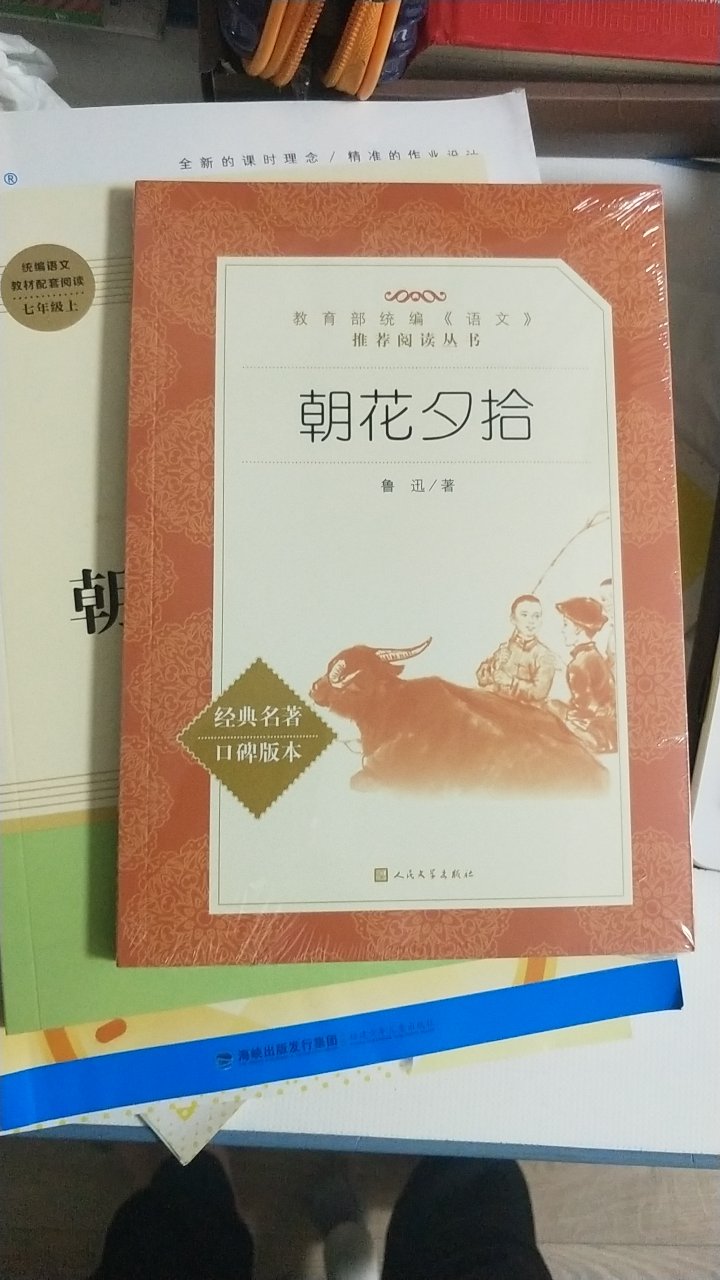 全新的课时理念/精准的作业设计
®
统编语文
教材配套阅读
七年级上
教育部统编《语文》
推荐阅读丛书
朝花夕拾
鲁迅/著
朝
经典名著
口碑版本
人民文学出版社
海峡出版发行集团